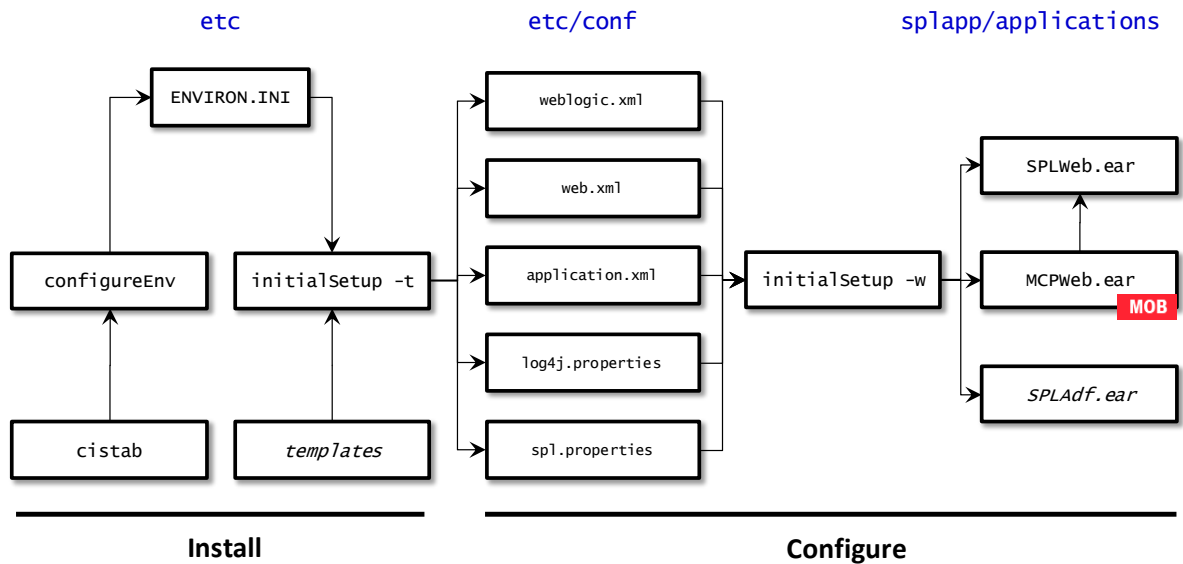 etc
etc/conf
splapp/applications
ENVIRON.INI
configureEnv
initialSetup -t
cistab
templates
weblogic.xml
web.xml
application.xml
log4j.properties
spl.properties
initialSetup -w
SPLWeb.ear
MCPWeb.ear
MOB
SPLAdf.ear
Install
Configure